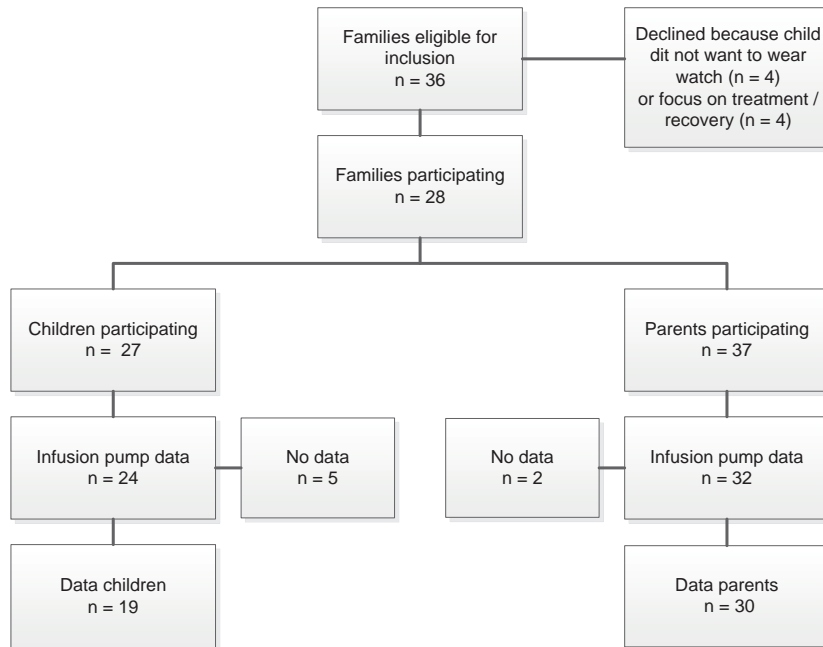 Families eligible for
inclusion
n = 36
Declined because child
dit not want to wear
watch (n = 4)
or focus on treatment /
recovery (n = 4)
Families participating
n = 28
Children participating
n =  27
Parents participating
n = 37
Infusion pump data
n = 24
No data
n = 5
No data
n = 2
Infusion pump data
n = 32
Data children
n = 19
Data parents
n = 30